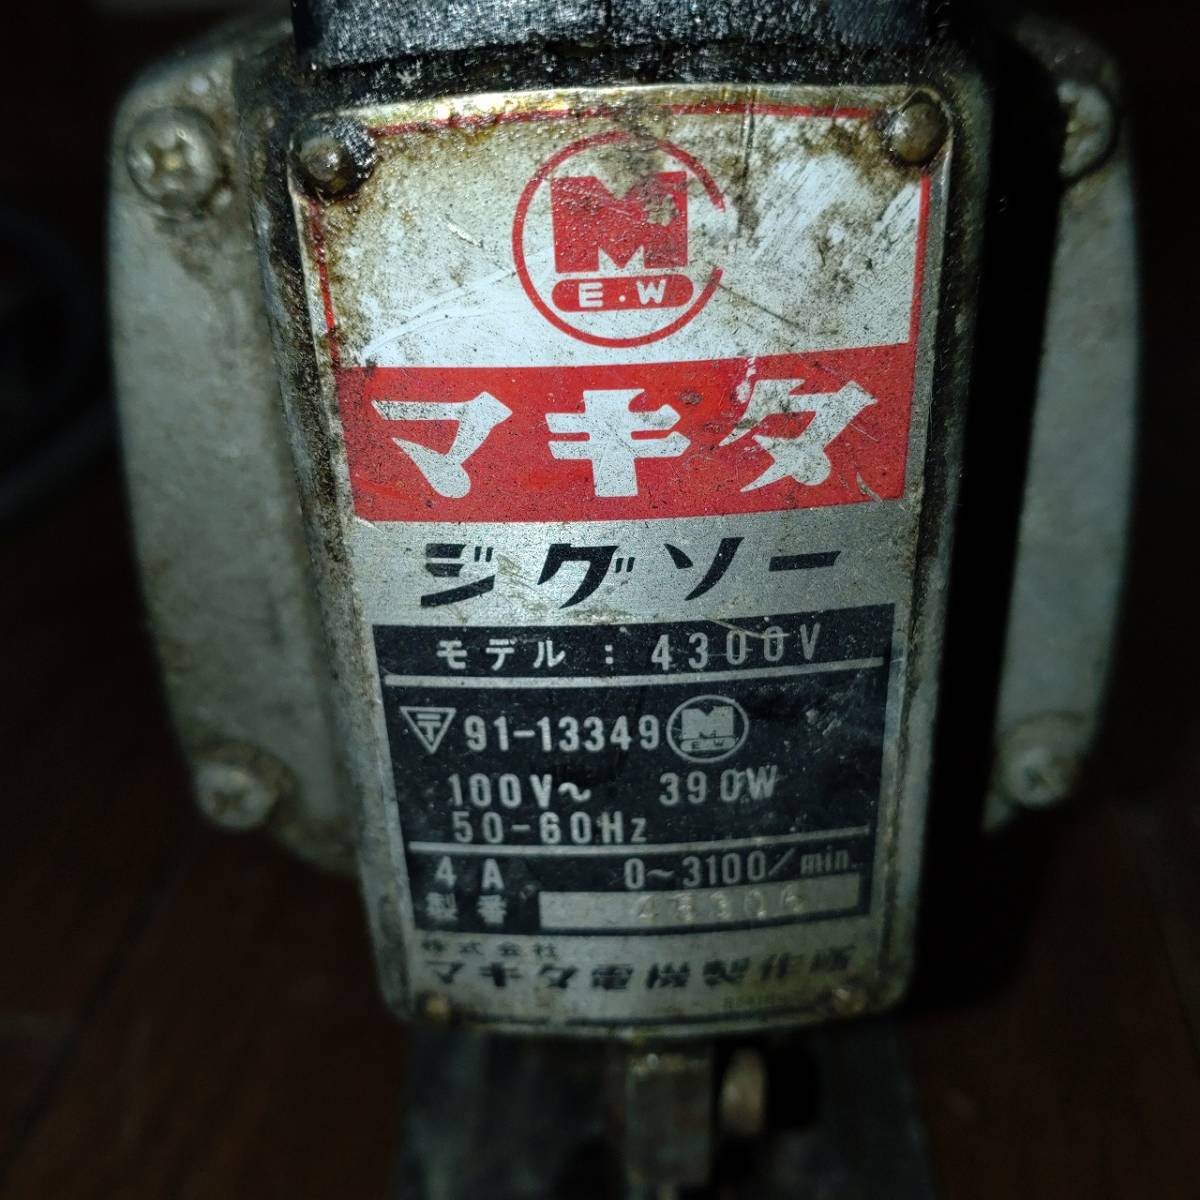 M
E.W
マキタ
ジグソー
モデル : 4300V
〒 91-13349 M E.W
100V~ 390W
50-60Hz
4A 0~3100/min.
製番
株式会社
マキタ電機製作所